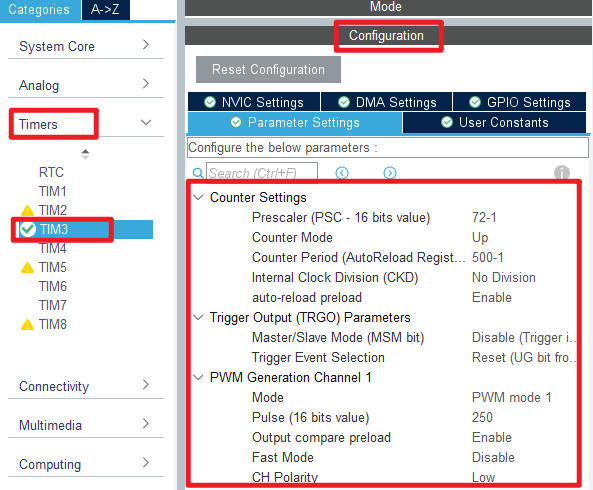 Categories A->Z
System Core
Analog
Timers
RTC
TIM1
TIM2
TIM3
TIM4
TIM5
TIM6
TIM7
TIM8
Connectivity
Multimedia
Computing
Mode
Configuration
Reset Configuration
NVIC Settings DMA Settings GPIO Settings
Parameter Settings User Constants
Configure the below parameters :
Search (Ctrl+F)
Counter Settings
Prescaler (PSC - 16 bits value) 72-1
Counter Mode Up
Counter Period (AutoReload Regist... 500-1
Internal Clock Division (CKD) No Division
auto-reload preload Enable
Trigger Output (TRGO) Parameters
Master/Slave Mode (MSM bit) Disable (Trigger i...
Trigger Event Selection Reset (UG bit fro...
PWM Generation Channel 1
Mode PWM mode 1
Pulse (16 bits value) 250
Output compare preload Enable
Fast Mode Disable
CH Polarity Low